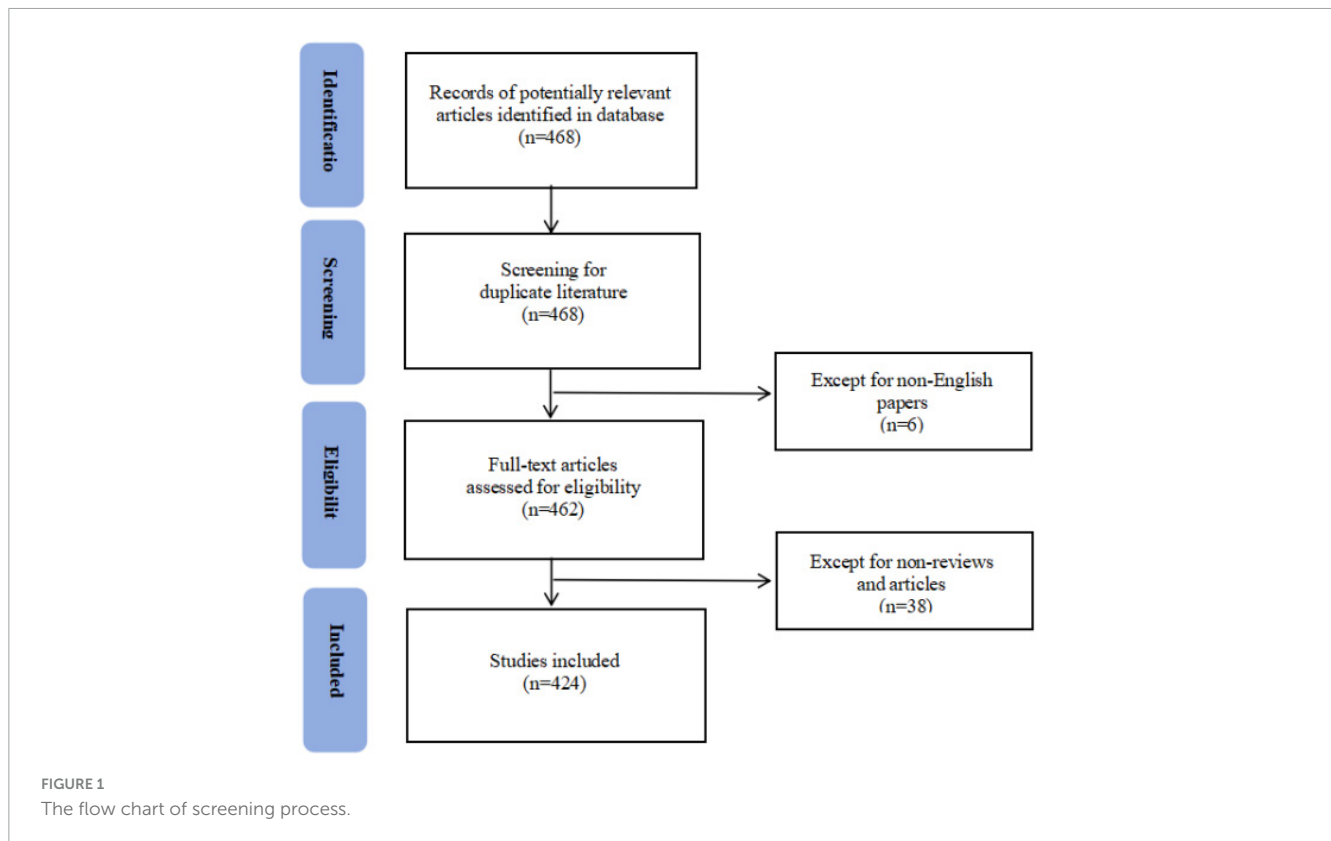 Identificatio
Records of potentially relevant
articles identified in database
(n=468)
Screening
Screening for
duplicate literature
(n=468)
Except for non-English
papers
(n=6)
Eligibilit
Full-text articles
assessed for eligibility
(n=462)
Except for non-reviews
and articles
(n=38)
Included
Studies included
(n=424)
FIGURE 1
The flow chart of screening process.